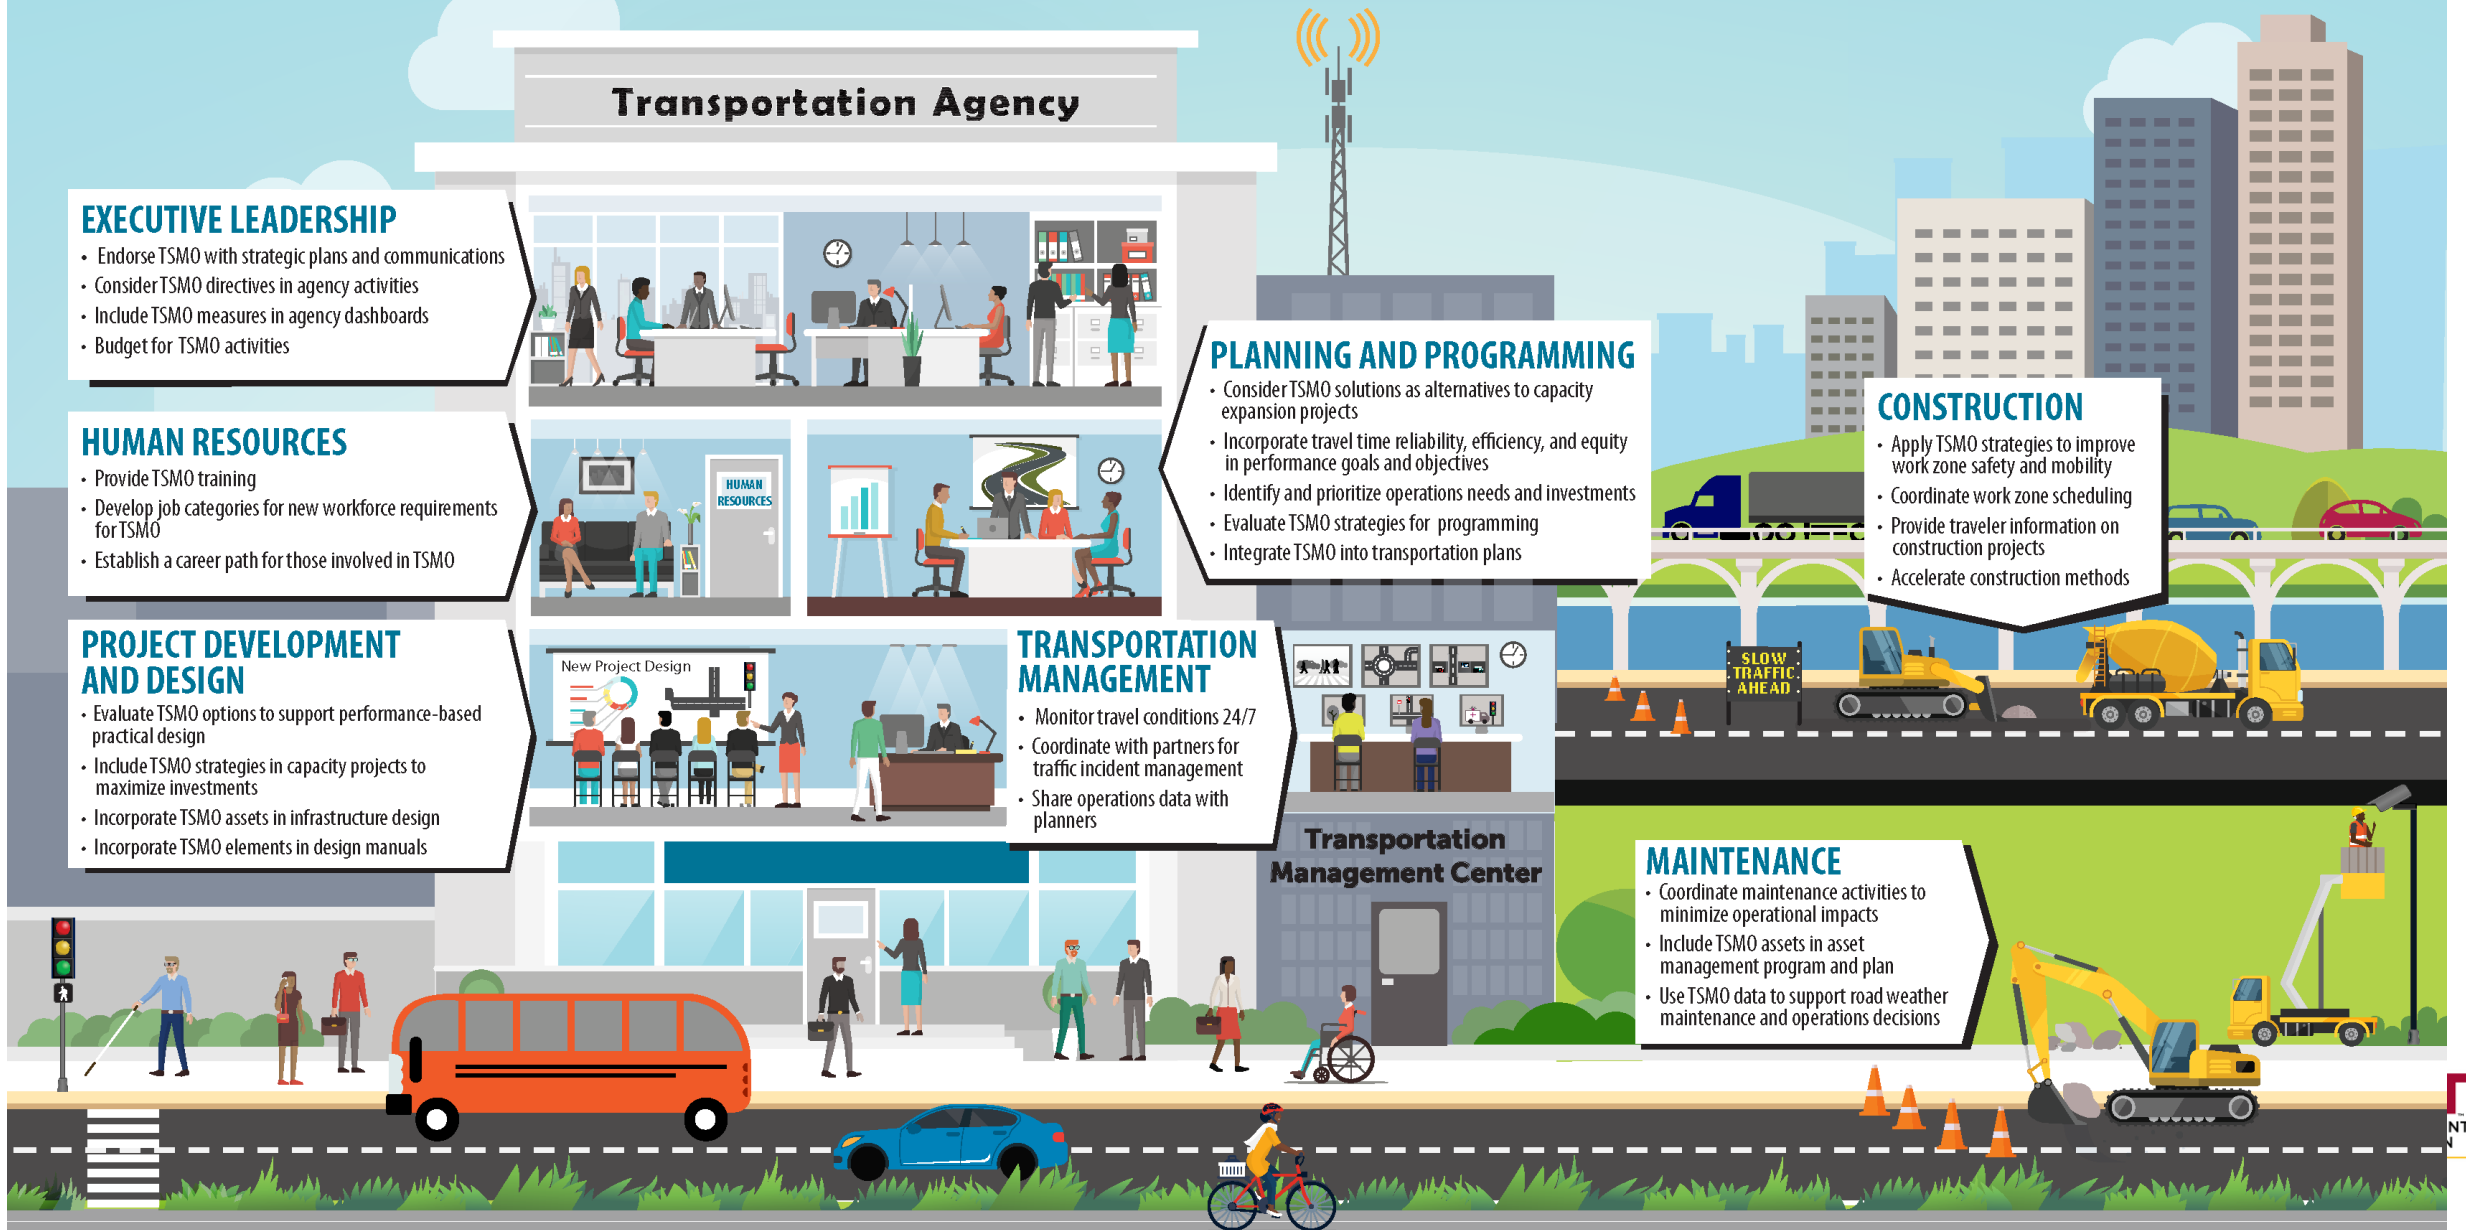 Transportation Agency
EXECUTIVE LEADERSHIP
• Endorse TSMO with strategic plans and communications
• Consider TSMO directives in agency activities
• Include TSMO measures in agency dashboards
• Budget for TSMO activities
HUMAN RESOURCES
• Provide TSMO training
• Develop job categories for new workforce requirements
for TSMO
• Establish a career path for those involved in TSMO
HUMAN
RESOURCES
PLANNING AND PROGRAMMING
• Consider TSMO solutions as alternatives to capacity
expansion projects
• Incorporate travel time reliability, efficiency, and equity
in performance goals and objectives
• Identify and prioritize operations needs and investments
• Evaluate TSMO strategies for programming
• Integrate TSMO into transportation plans
CONSTRUCTION
• Apply TSMO strategies to improve
work zone safety and mobility
• Coordinate work zone scheduling
• Provide traveler information on
construction projects
• Accelerate construction methods
PROJECT DEVELOPMENT
AND DESIGN
• Evaluate TSMO options to support performance-based
practical design
• Include TSMO strategies in capacity projects to
maximize investments
• Incorporate TSMO assets in infrastructure design
• Incorporate TSMO elements in design manuals
New Project Design
TRANSPORTATION
MANAGEMENT
• Monitor travel conditions 24/7
• Coordinate with partners for
traffic incident management
• Share operations data with
planners
SLOW
TRAFFIC
AHEAD
Transportation
Management Center
MAINTENANCE
• Coordinate maintenance activities to
minimize operational impacts
• Include TSMO assets in asset
management program and plan
• Use TSMO data to support road weather
maintenance and operations decisions
NT
N